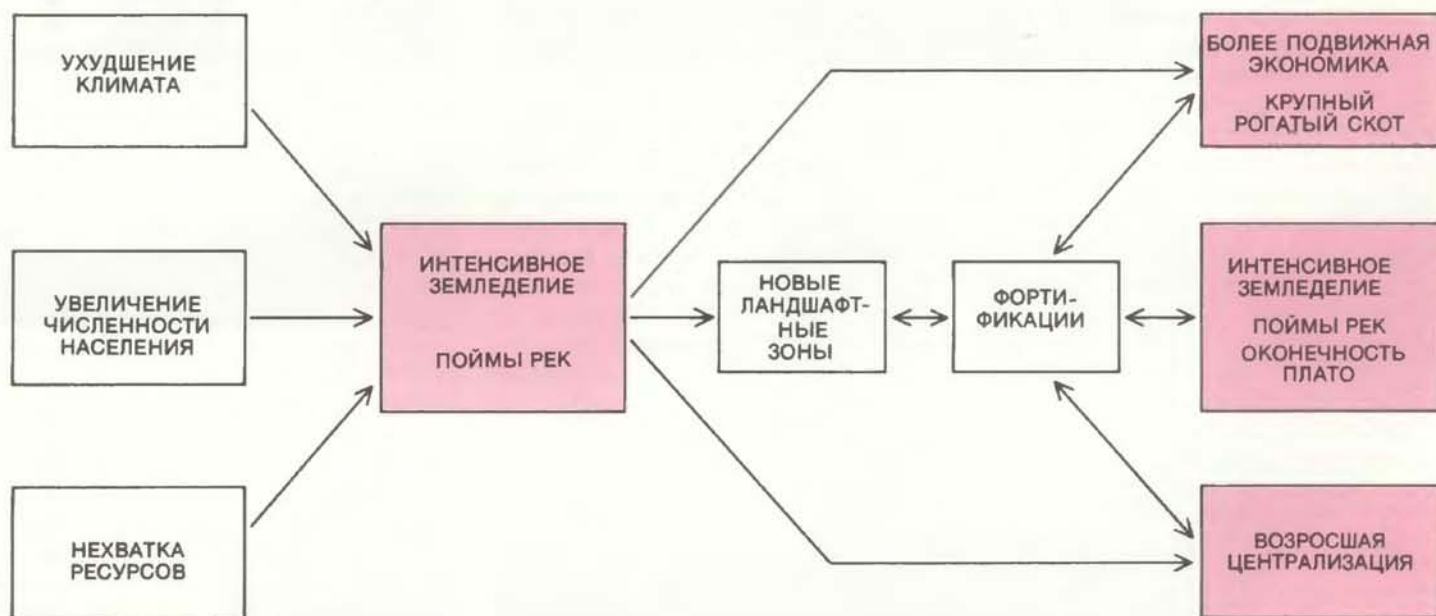 УХУДШЕНИЕ
КЛИМАТА
УВЕЛИЧЕНИЕ
ЧИСЛЕННОСТИ
НАСЕЛЕНИЯ
НЕХВАТКА
РЕСУРСОВ
ИНТЕНСИВНОЕ
ЗЕМЛЕДЕЛИЕ
ПОЙМЫ РЕК
НОВЫЕ
ЛАНДШАФТ-
НЫЕ
ЗОНЫ
ФОРТИ-
ФИКАЦИИ
БОЛЕЕ ПОДВИЖНАЯ
ЭКОНОМИКА
КРУПНЫЙ
РОГАТЫЙ СКОТ
ИНТЕНСИВНОЕ
ЗЕМЛЕДЕЛИЕ
ПОЙМЫ РЕК
ОКОНЕЧНОСТЬ
ПЛАТО
ВОЗРОСШАЯ
ЦЕНТРАЛИЗАЦИЯ